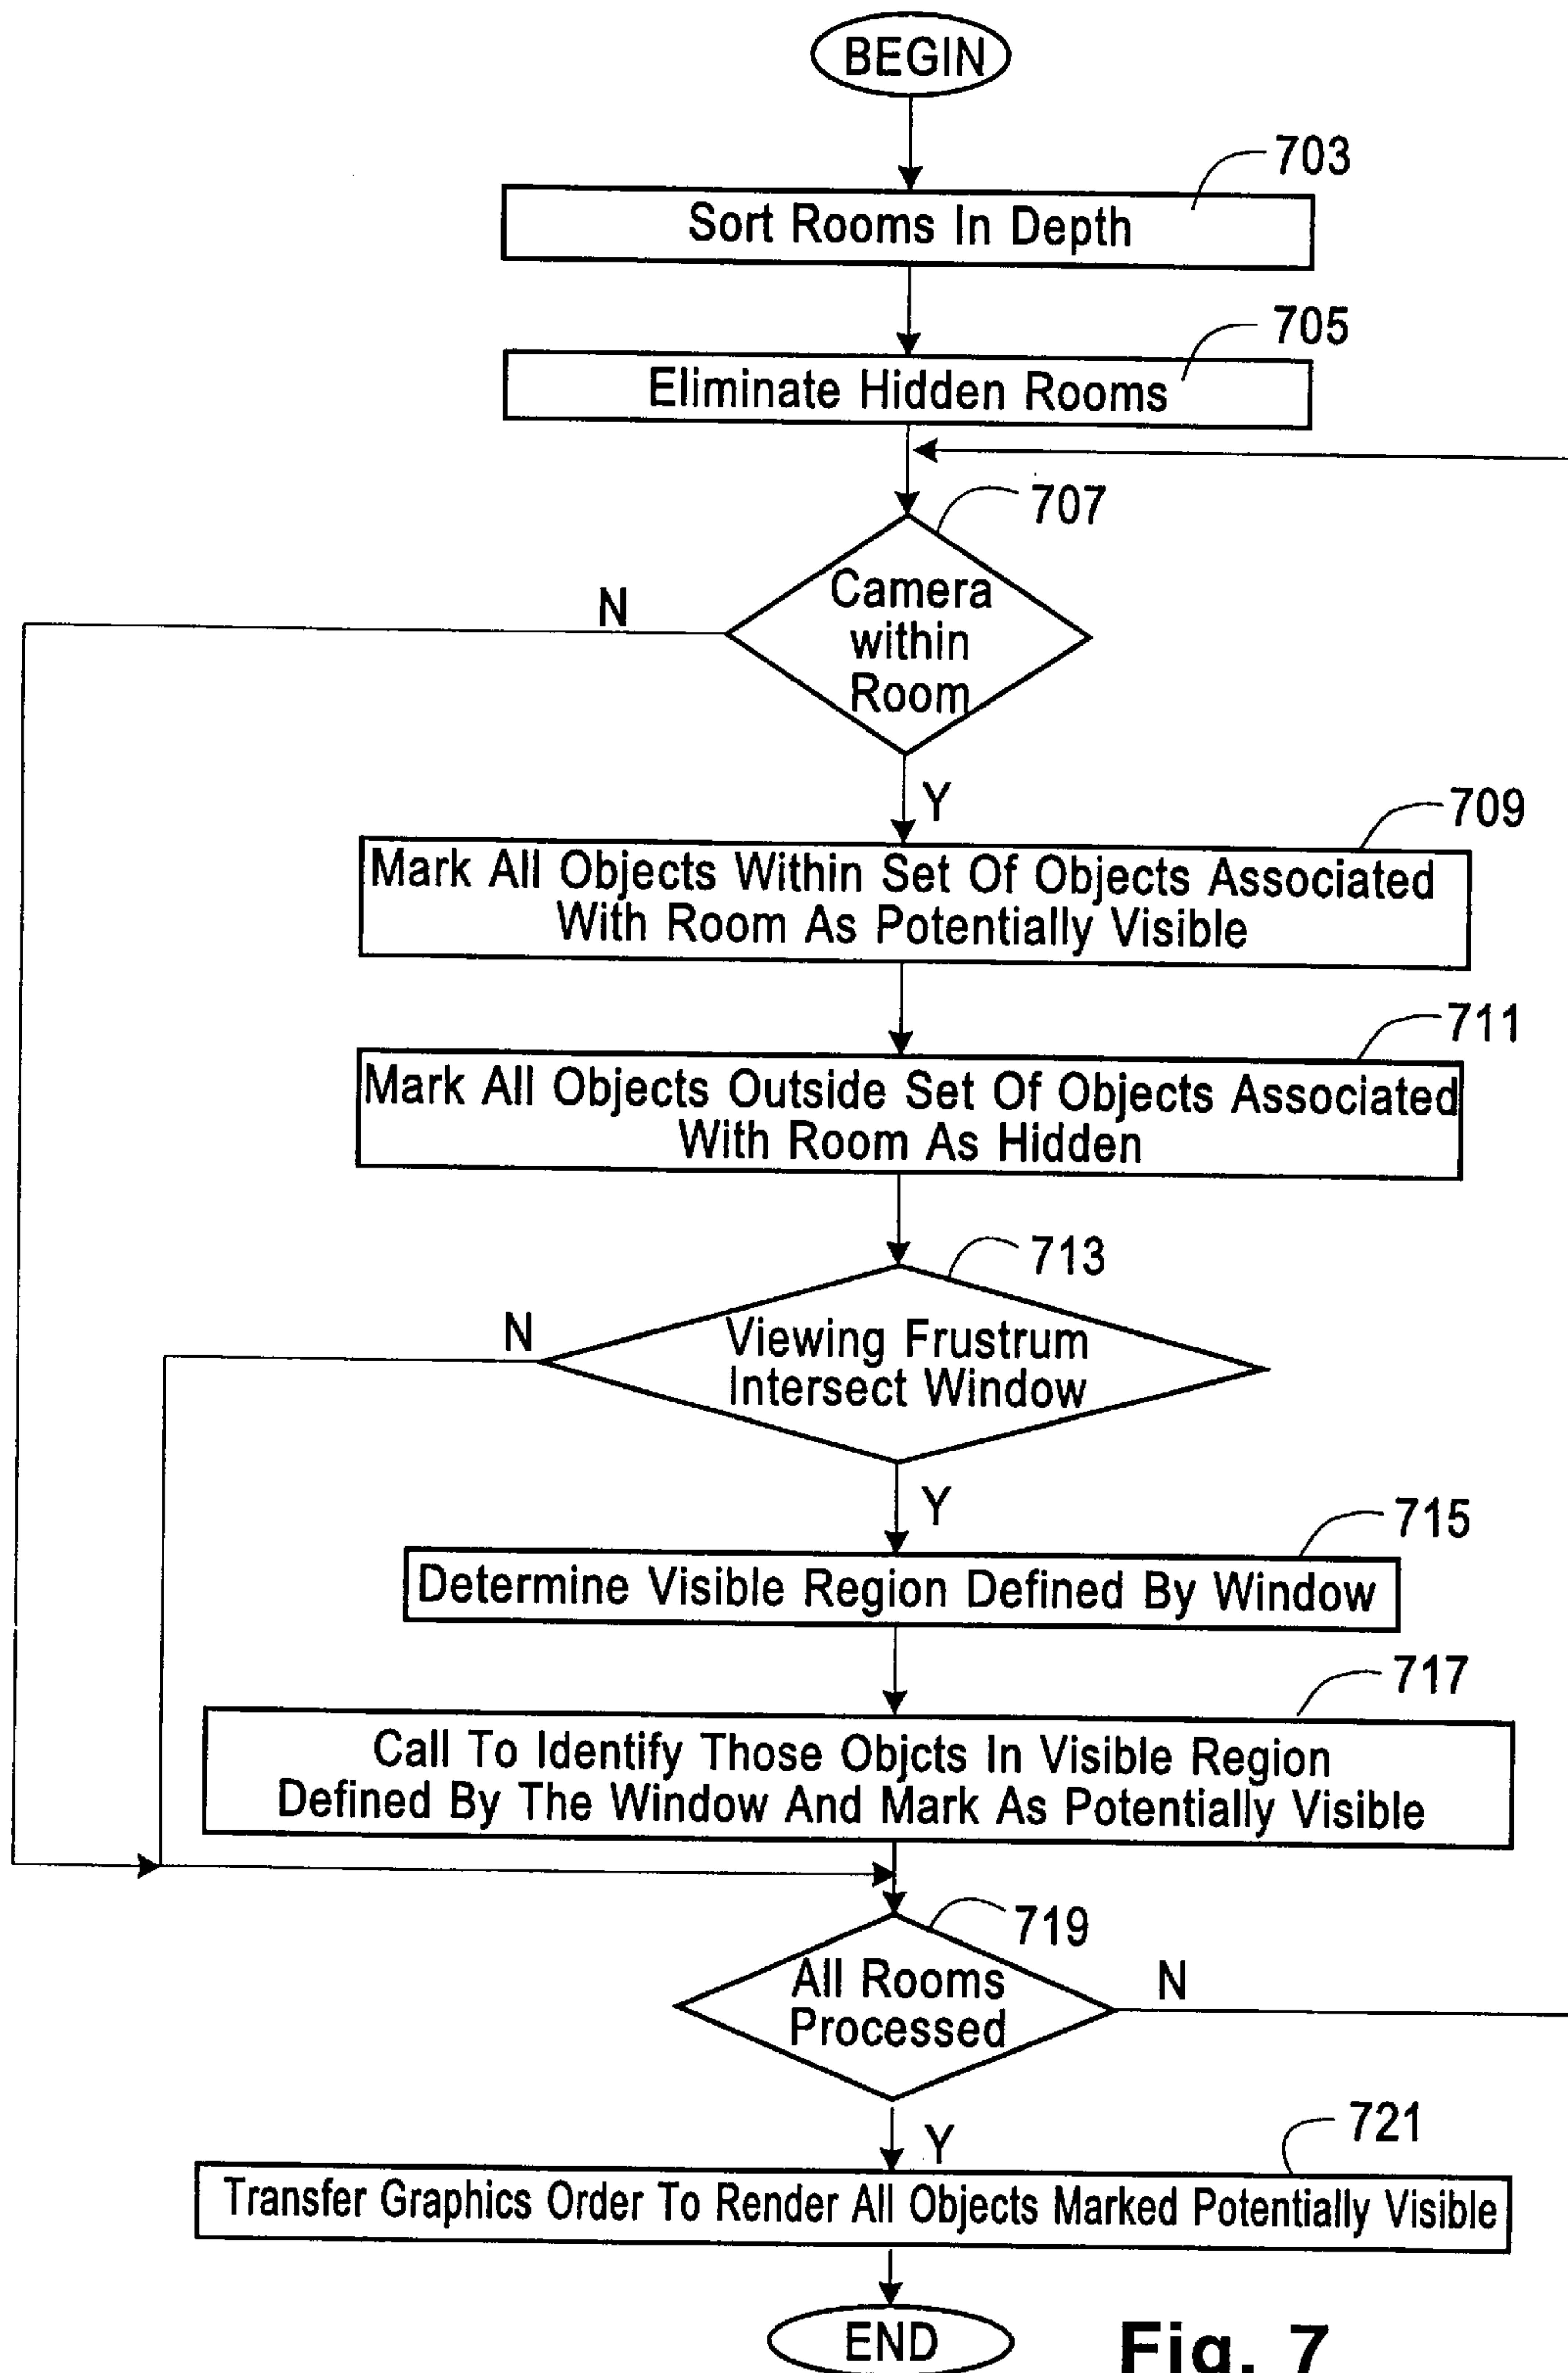 BEGIN
703
Sort Rooms In Depth
705
Eliminate Hidden Rooms
707
Camera
within
Room
N
Y
709
Mark All Objects Within Set Of Objects Associated
With Room As Potentially Visible
711
Mark All Objects Outside Set Of Objects Associated
With Room As Hidden
713
Viewing Frustrum
Intersect Window
N
Y
715
Determine Visible Region Defined By Window
717
Call To Identify Those Objcts In Visible Region
Defined By The Window And Mark As Potentially Visible
719
All Rooms
Processed
N
Y
721
Transfer Graphics Order To Render All Objects Marked Potentially Visible
END
Fig. 7